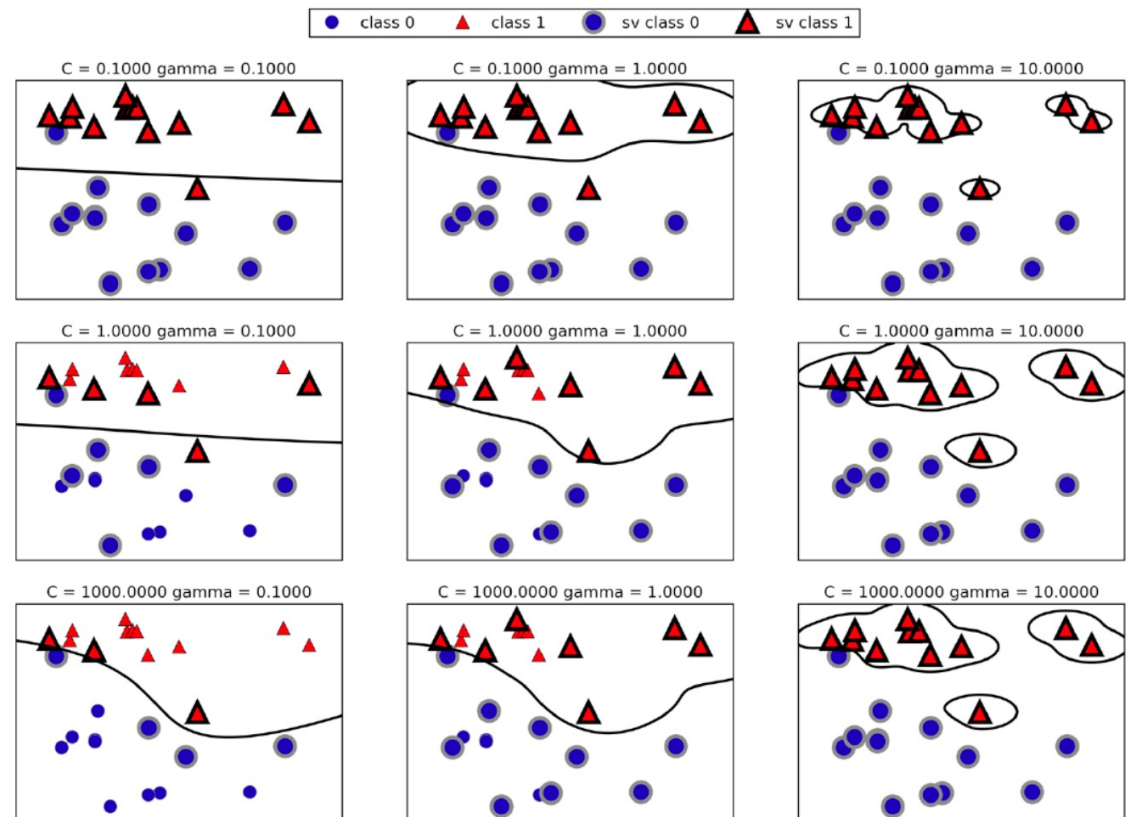 class 0 class 1 sv class 0 sv class 1
C = 0.1000 gamma = 0.1000
C = 0.1000 gamma = 1.0000
C = 0.1000 gamma = 10.0000
C = 1.0000 gamma = 0.1000
C = 1.0000 gamma = 1.0000
C = 1.0000 gamma = 10.0000
C = 1000.0000 gamma = 0.1000
C = 1000.0000 gamma = 1.0000
C = 1000.0000 gamma = 10.0000